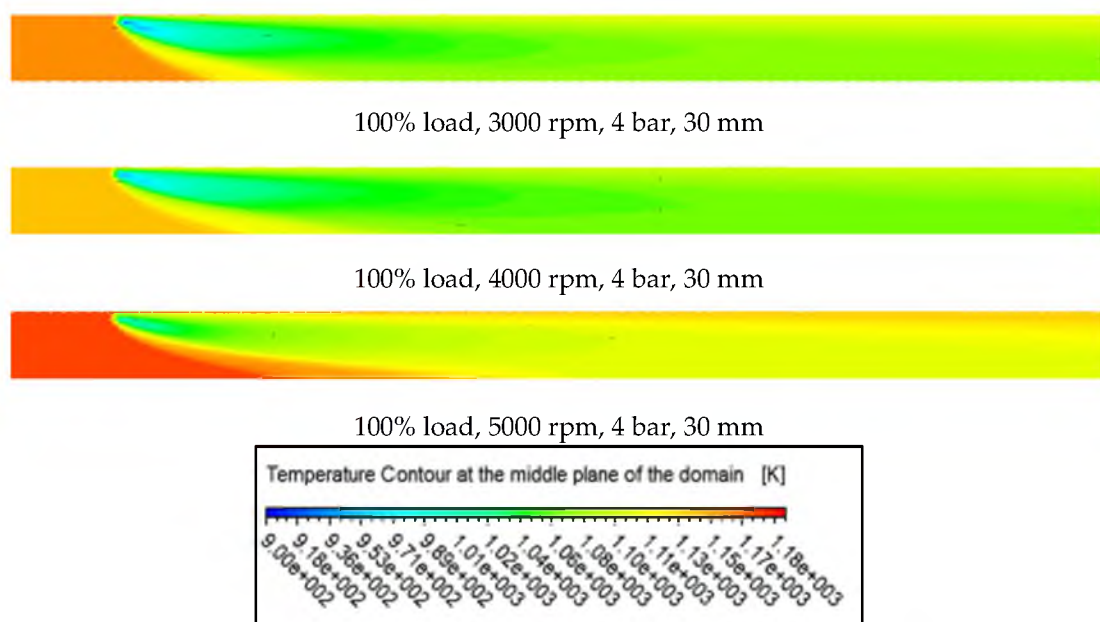 100% load, 3000 rpm, 4 bar, 30 mm
100% load, 4000 rpm, 4 bar, 30 mm
100% load, 5000 rpm, 4 bar, 30 mm
Temperature Contour at the middle plane of the domain [K]
9.00e+002 9.18e+002 9.36e+002 9.53e+002 9.71e+002 9.89e+002 1.01e+003 1.02e+003 1.04e+003 1.06e+003 1.08e+003 1.10e+003 1.11e+003 1.13e+003 1.15e+003 1.17e+003 1.18e+003